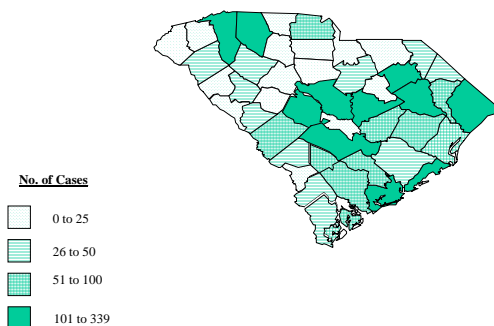 No. of Cases
0 to 25
26 to 50
51 to 100
101 to 339